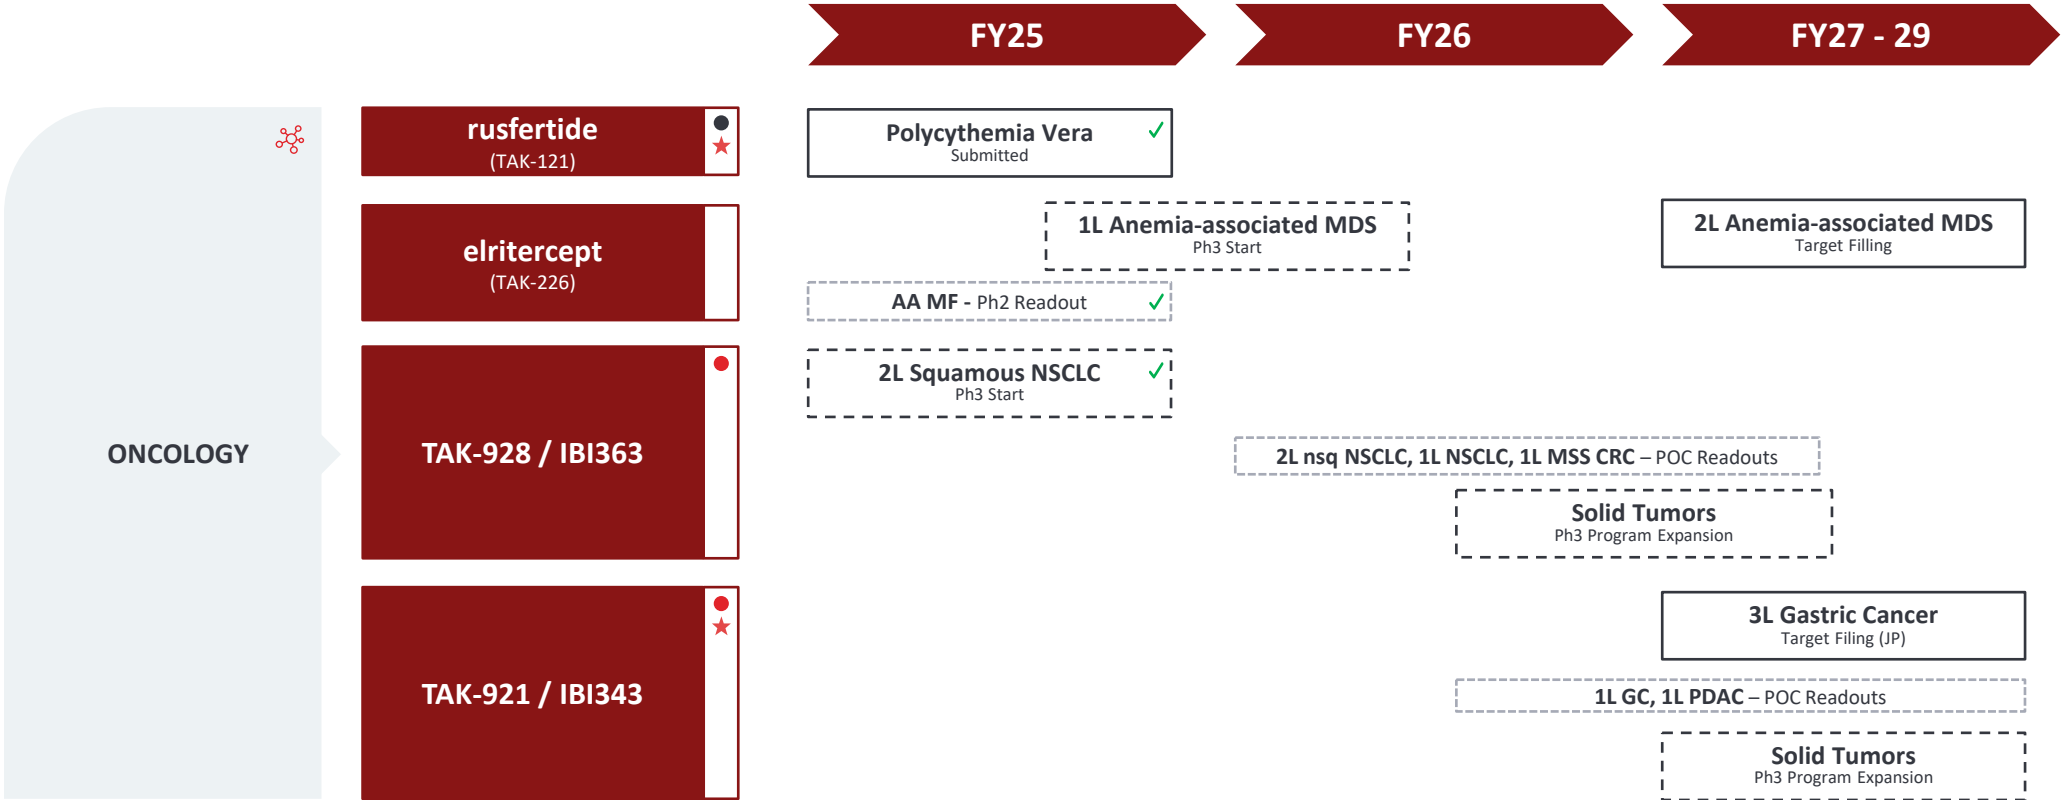 FY25
FY26
FY27 - 29
ONCOLOGY
rusfertide
(TAK-121)
Polycythemia Vera
Submitted
elritercept
(TAK-226)
1L Anemia-associated MDS
Ph3 Start
2L Anemia-associated MDS
Target Filling
AA MF - Ph2 Readout
TAK-928 / IBI363
2L Squamous NSCLC
Ph3 Start
2L nsq NSCLC, 1L NSCLC, 1L MSS CRC – POC Readouts
Solid Tumors
Ph3 Program Expansion
TAK-921 / IBI343
3L Gastric Cancer
Target Filing (JP)
1L GC, 1L PDAC – POC Readouts
Solid Tumors
Ph3 Program Expansion